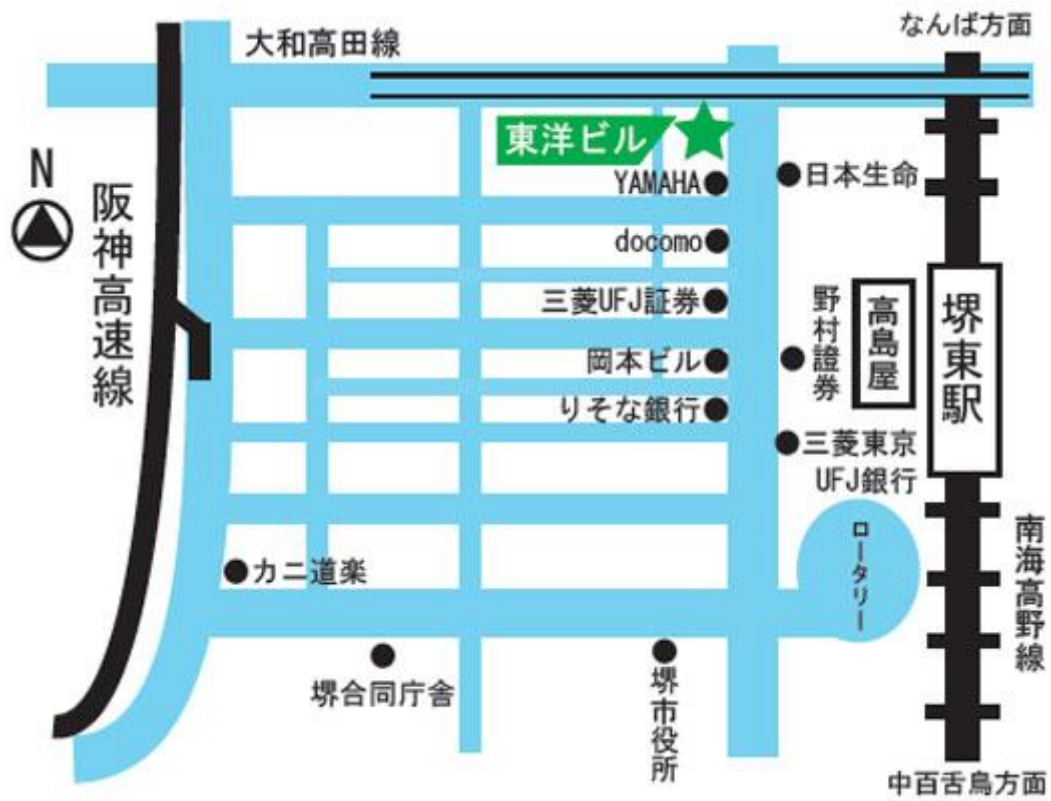 大和高田線
なんば方面
N
阪神高速線
東洋ビル
YAMAHA
日本生命
docomo
三菱UFJ証券
野村證券
高島屋
堺東駅
岡本ビル
りそな銀行
三菱東京
UFJ銀行
ロータリー
南海高野線
カニ道楽
堺合同庁舎
堺市役所
中百舌鳥方面